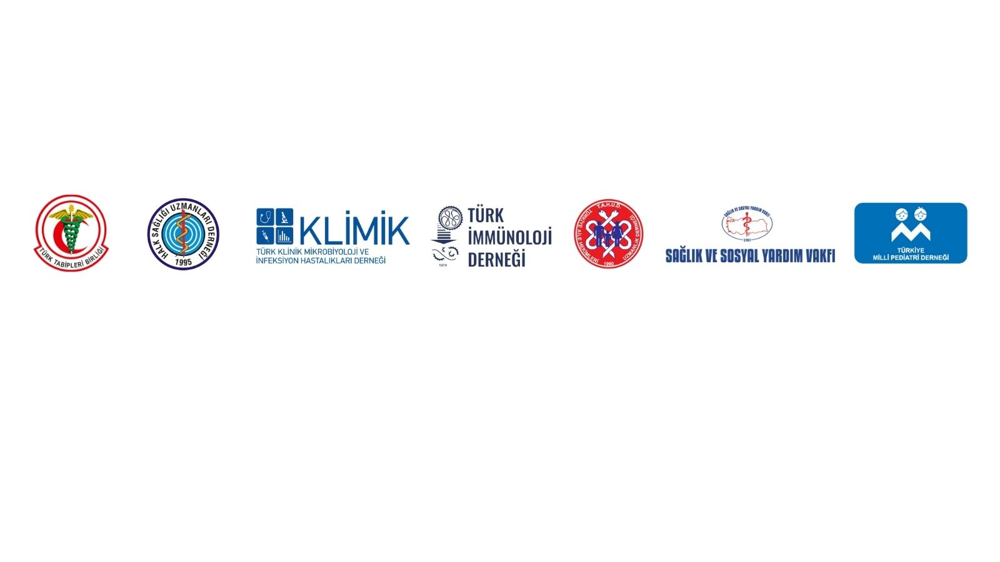 TÜRK TABİPLERİ BİRLİĞİ
HALK SAĞLIĞI UZMANLARI DERNEĞİ
1995
KLİMİK
TÜRK KLİNİK MİKROBİYOLOJİ VE
İNFEKSİYON HASTALIKLARI DERNEĞİ
1974
TÜRK
İMMÜNOLOJİ
DERNEĞİ
T.A.H.U.D.
TÜRKİYE AİLE HEKİMLERİ
UZMANLIK DERNEĞİ
1990
SAĞLIK VE SOSYAL YARDIM VAKFI
1983
SAĞLIK VE SOSYAL YARDIM VAKFI
TÜRKİYE
MİLLİ PEDİATRİ DERNEĞİ